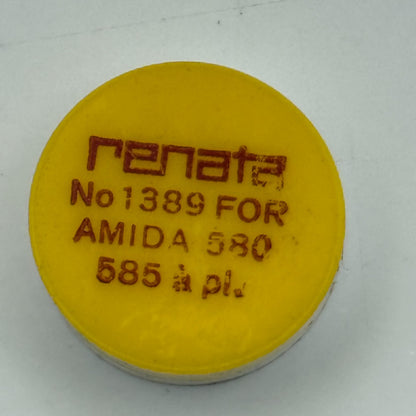 renata
No 1389 FOR
AMIDA 580
585 à pl.